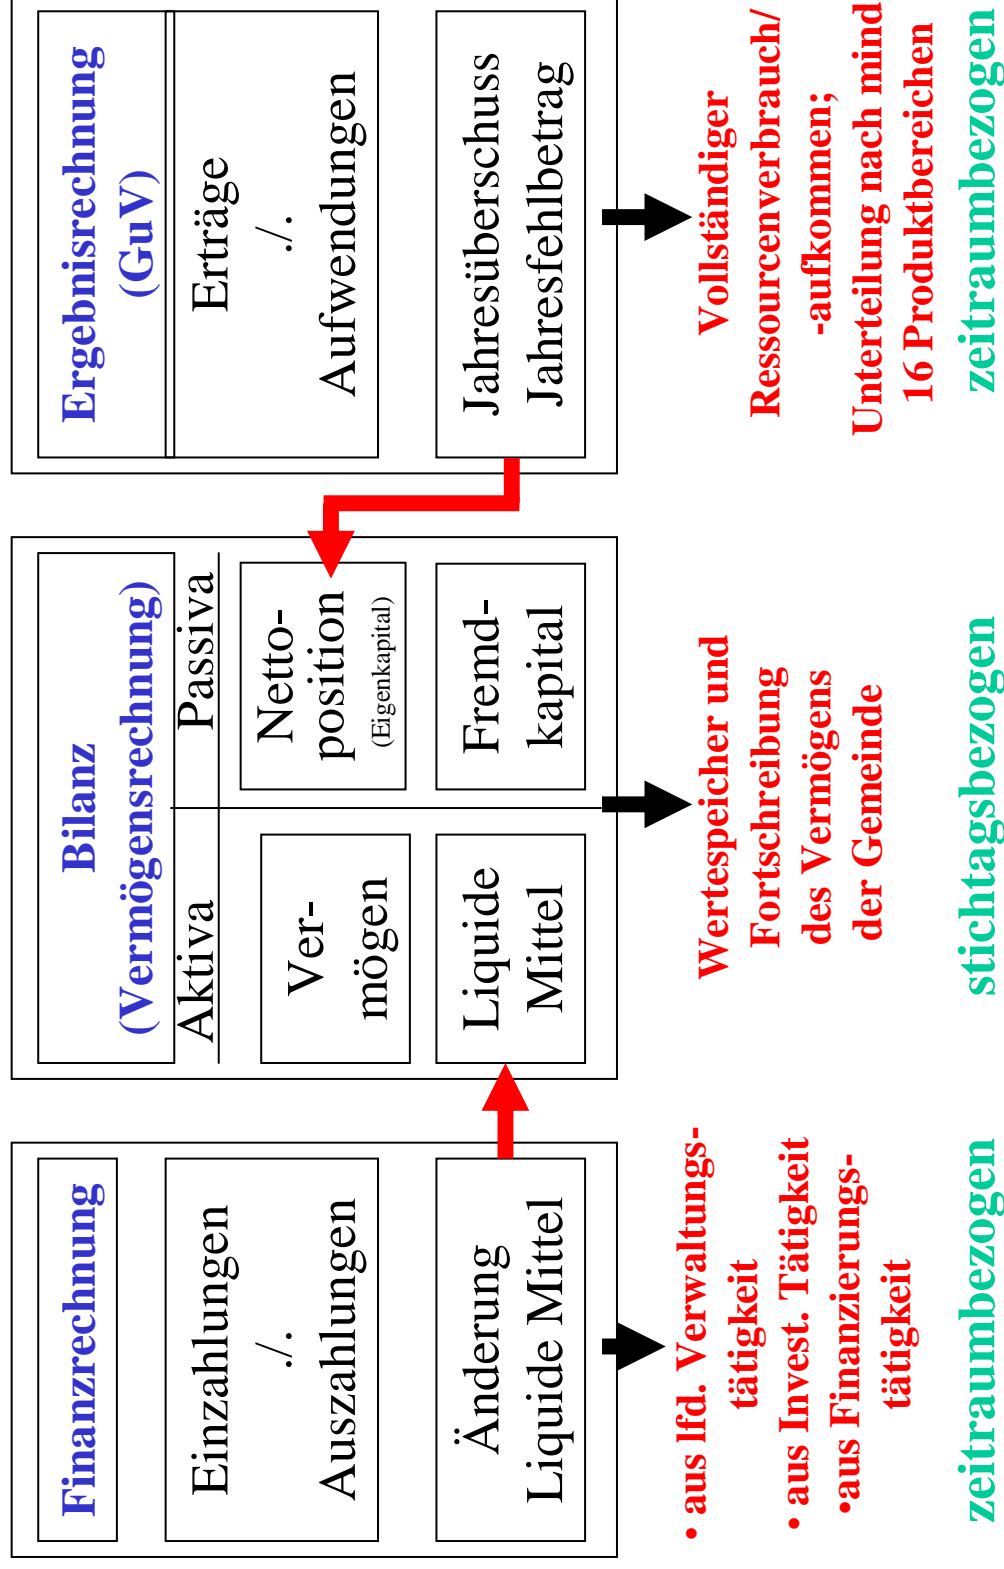 Finanzrechnung
Einzahlungen
./.
Auszahlungen
Änderung
Liquide Mittel
• aus lfd. Verwaltungs-
tätigkeit
• aus Invest. Tätigkeit
•aus Finanzierungs-
tätigkeit
zeitraumbezogen
Bilanz
(Vermögensrechnung)
Aktiva Passiva
Ver-
mögen
Liquide
Mittel
Netto-
position
(Eigenkapital)
Fremd-
kapital
Wertespeicher und
Fortschreibung
des Vermögens
der Gemeinde
stichtagsbezogen
Ergebnisrechnung
(GuV)
Erträge
./.
Aufwendungen
Jahresüberschuss
Jahresfehlbetrag
Vollständiger
Ressourcenverbrauch/
-aufkommen;
Unterteilung nach mind
16 Produktbereichen
zeitraumbezogen